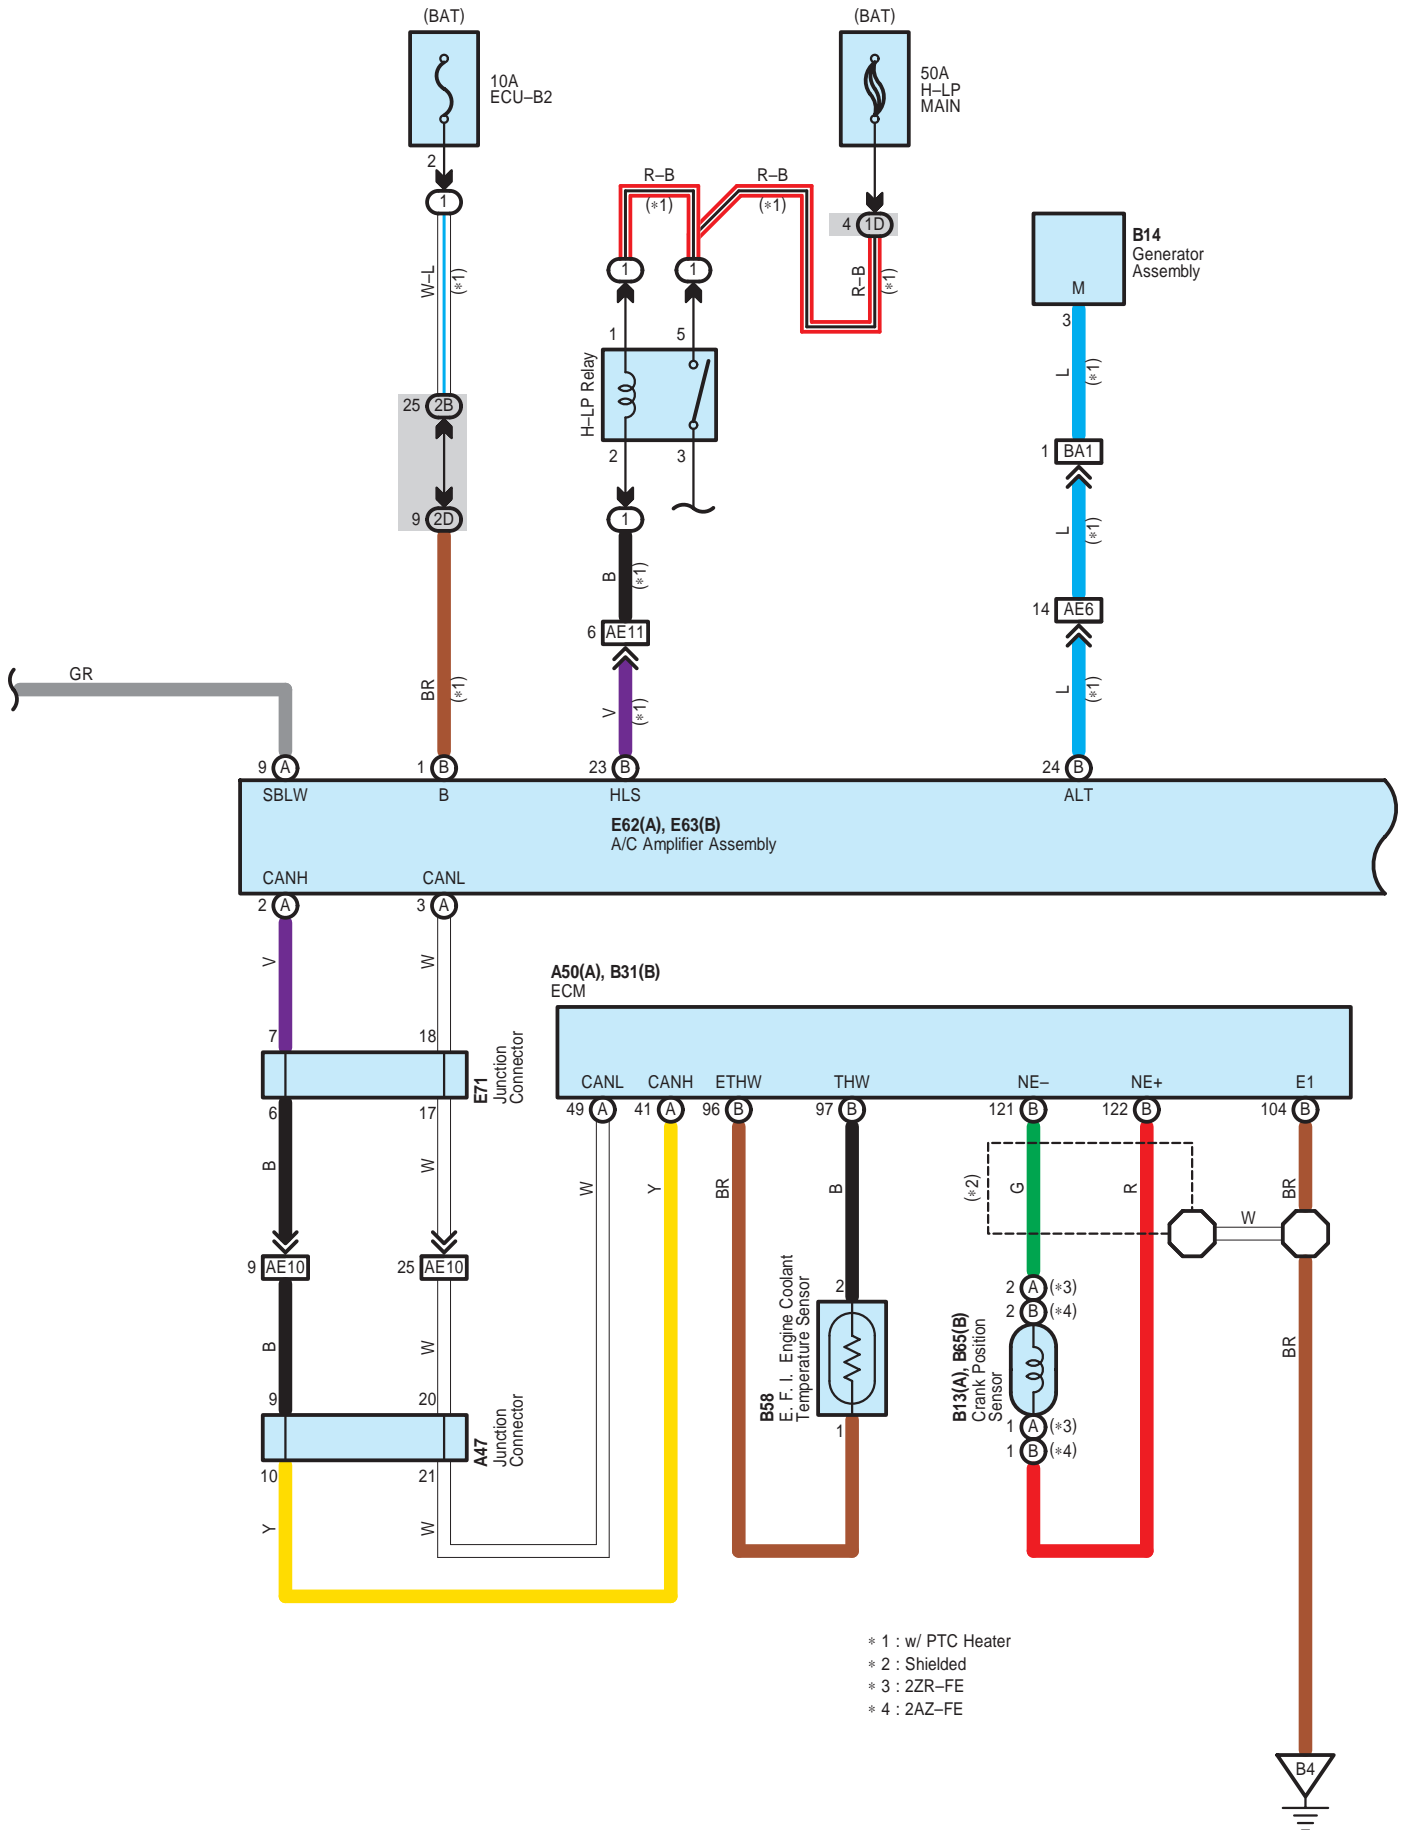 (BAT)
(BAT)
10A
ECU–B2
50A
H–LP
MAIN
2
1
R–B
(∗1)
R–B
(∗1)
4 1D
W–L
(∗1)
R–B
(∗1)
B14
Generator
Assembly
M
3
1
1
1
5
H–LP Relay
2
3
L
(∗1)
25 2B
9 2D
1
1 BA1
B
(∗1)
L
(∗1)
6 AE11
14 AE6
GR
BR
(∗1)
V
(∗1)
L
(∗1)
9 A
1 B
23 B
24 B
SBLW
B
HLS
ALT
E62(A), E63(B)
A/C Amplifier Assembly
CANH
CANL
2 A
3 A
V
W
A50(A), B31(B)
ECM
7
18
E71
Junction
Connector
6
17
CANL
CANH
ETHW
THW
NE–
NE+
E1
49 A
41 A
96 B
97 B
121 B
122 B
104 B
B
W
W
Y
BR
B
(∗2)
G
R
BR
W
9 AE10
25 AE10
B
W
2
2 A (∗3)
2 B (∗4)
B58
E. F. I. Engine Coolant
Temperature Sensor
B13(A), B65(B)
Crank Position
Sensor
BR
9
20
A47
Junction
Connector
1
1 A (∗3)
1 B (∗4)
10
21
Y
W
∗ 1 : w/ PTC Heater
∗ 2 : Shielded
∗ 3 : 2ZR–FE
∗ 4 : 2AZ–FE
B4